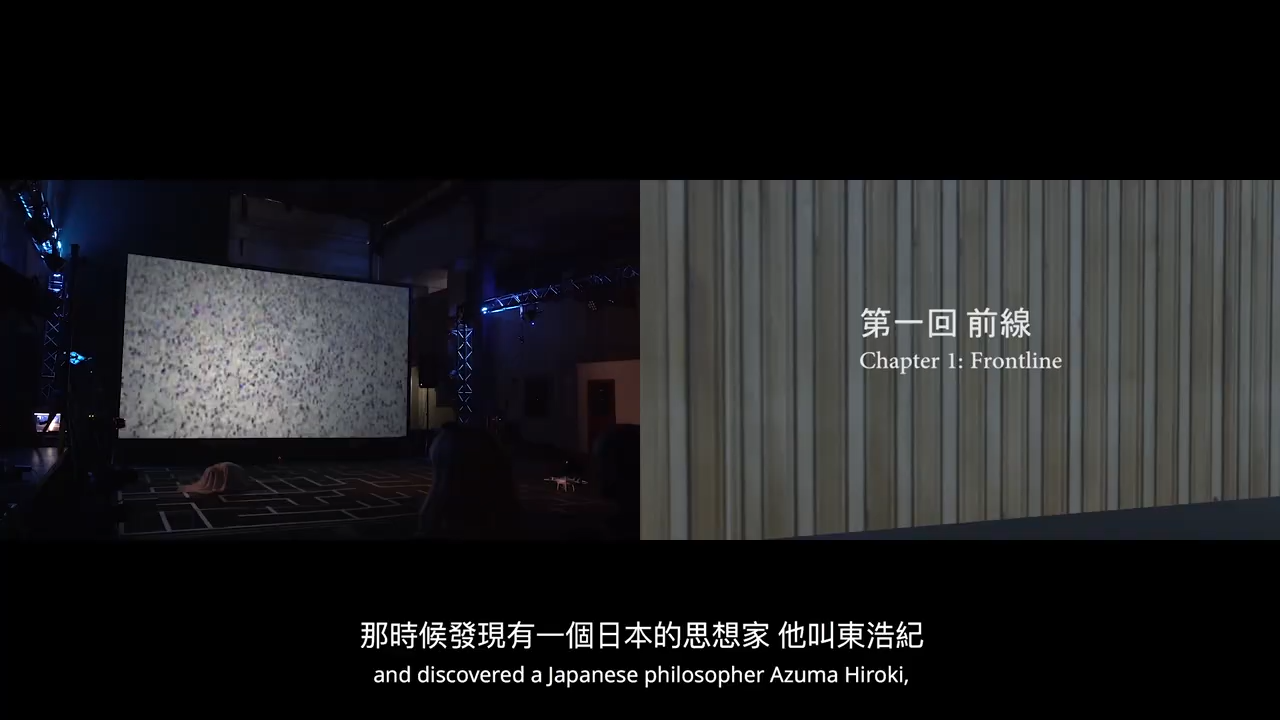 第一回 前線
Chapter 1: Frontline
那時候發現有一個日本的思想家 他叫東浩紀
and discovered a Japanese philosopher Azuma Hiroki,